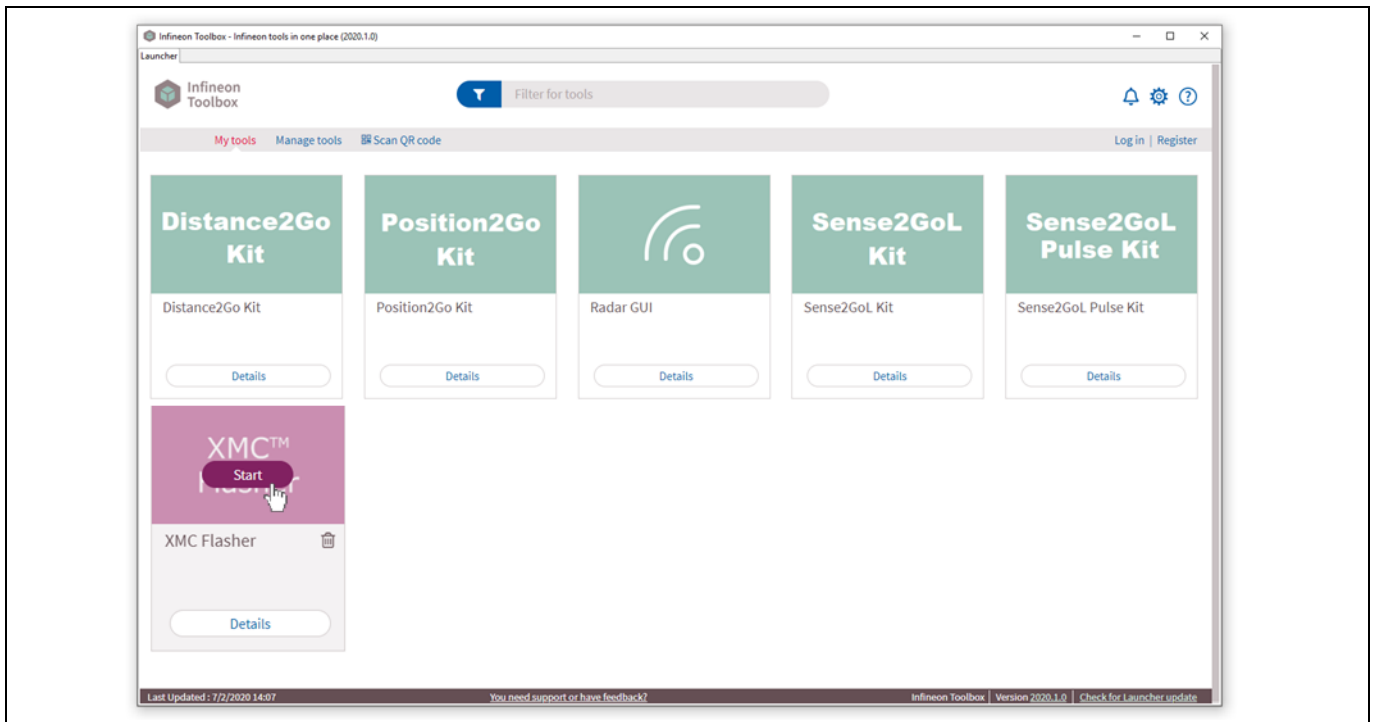 Infineon Toolbox - Infineon tools in one place (2020.1.0)
Launcher
Infineon
Toolbox
Filter for tools
My tools Manage tools Scan QR code Log in | Register
Distance2Go
Kit
Position2Go
Kit
Sense2GoL
Kit
Sense2GoL
Pulse Kit
Distance2Go Kit
Position2Go Kit
Radar GUI
Sense2GoL Kit
Sense2GoL Pulse Kit
Details
Details
Details
Details
Details
XMC™
Start
XMC Flasher
Details
Last Updated : 7/2/2020 14:07 You need support or have feedback? Infineon Toolbox | Version 2020.1.0 | Check for Launcher update